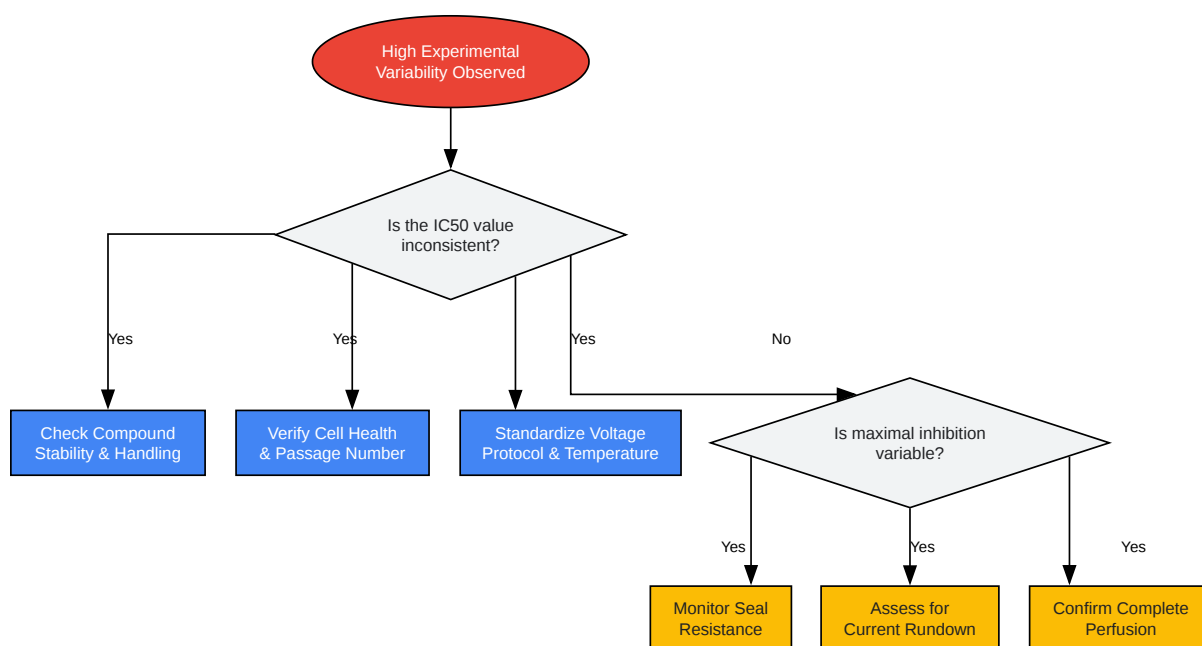 High Experimental
Variability Observed
Is the IC50 value
inconsistent?
Yes
Yes
Yes
No
Check Compound
Stability & Handling
Verify Cell Health
& Passage Number
Standardize Voltage
Protocol & Temperature
Is maximal inhibition
variable?
Yes
Yes
Yes
Monitor Seal
Resistance
Assess for
Current Rundown
Confirm Complete
Perfusion